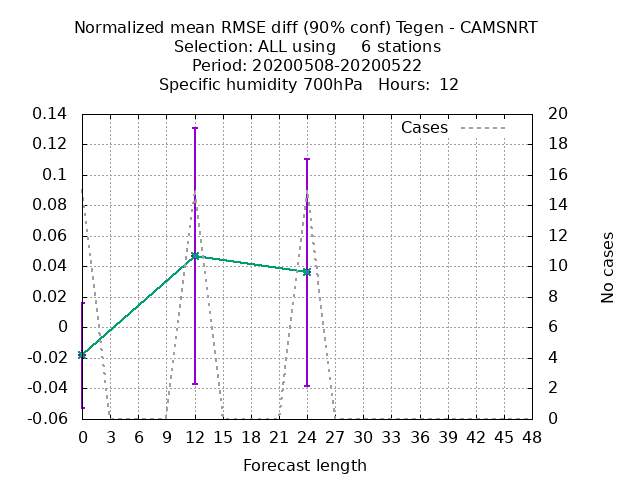 Normalized mean RMSE diff (90% conf) Tegen - CAMSNRT
Selection: ALL using     6 stations
Period: 20200508-20200522
Specific humidity 700hPa   Hours:  12
Cases
0.14
0.12
0.1
0.08
0.06
0.04
0.02
0
-0.02
-0.04
-0.06
20
18
16
14
12
10
8
6
4
2
0
No cases
0 3 6 9 12 15 18 21 24 27 30 33 36 39 42 45 48
Forecast length